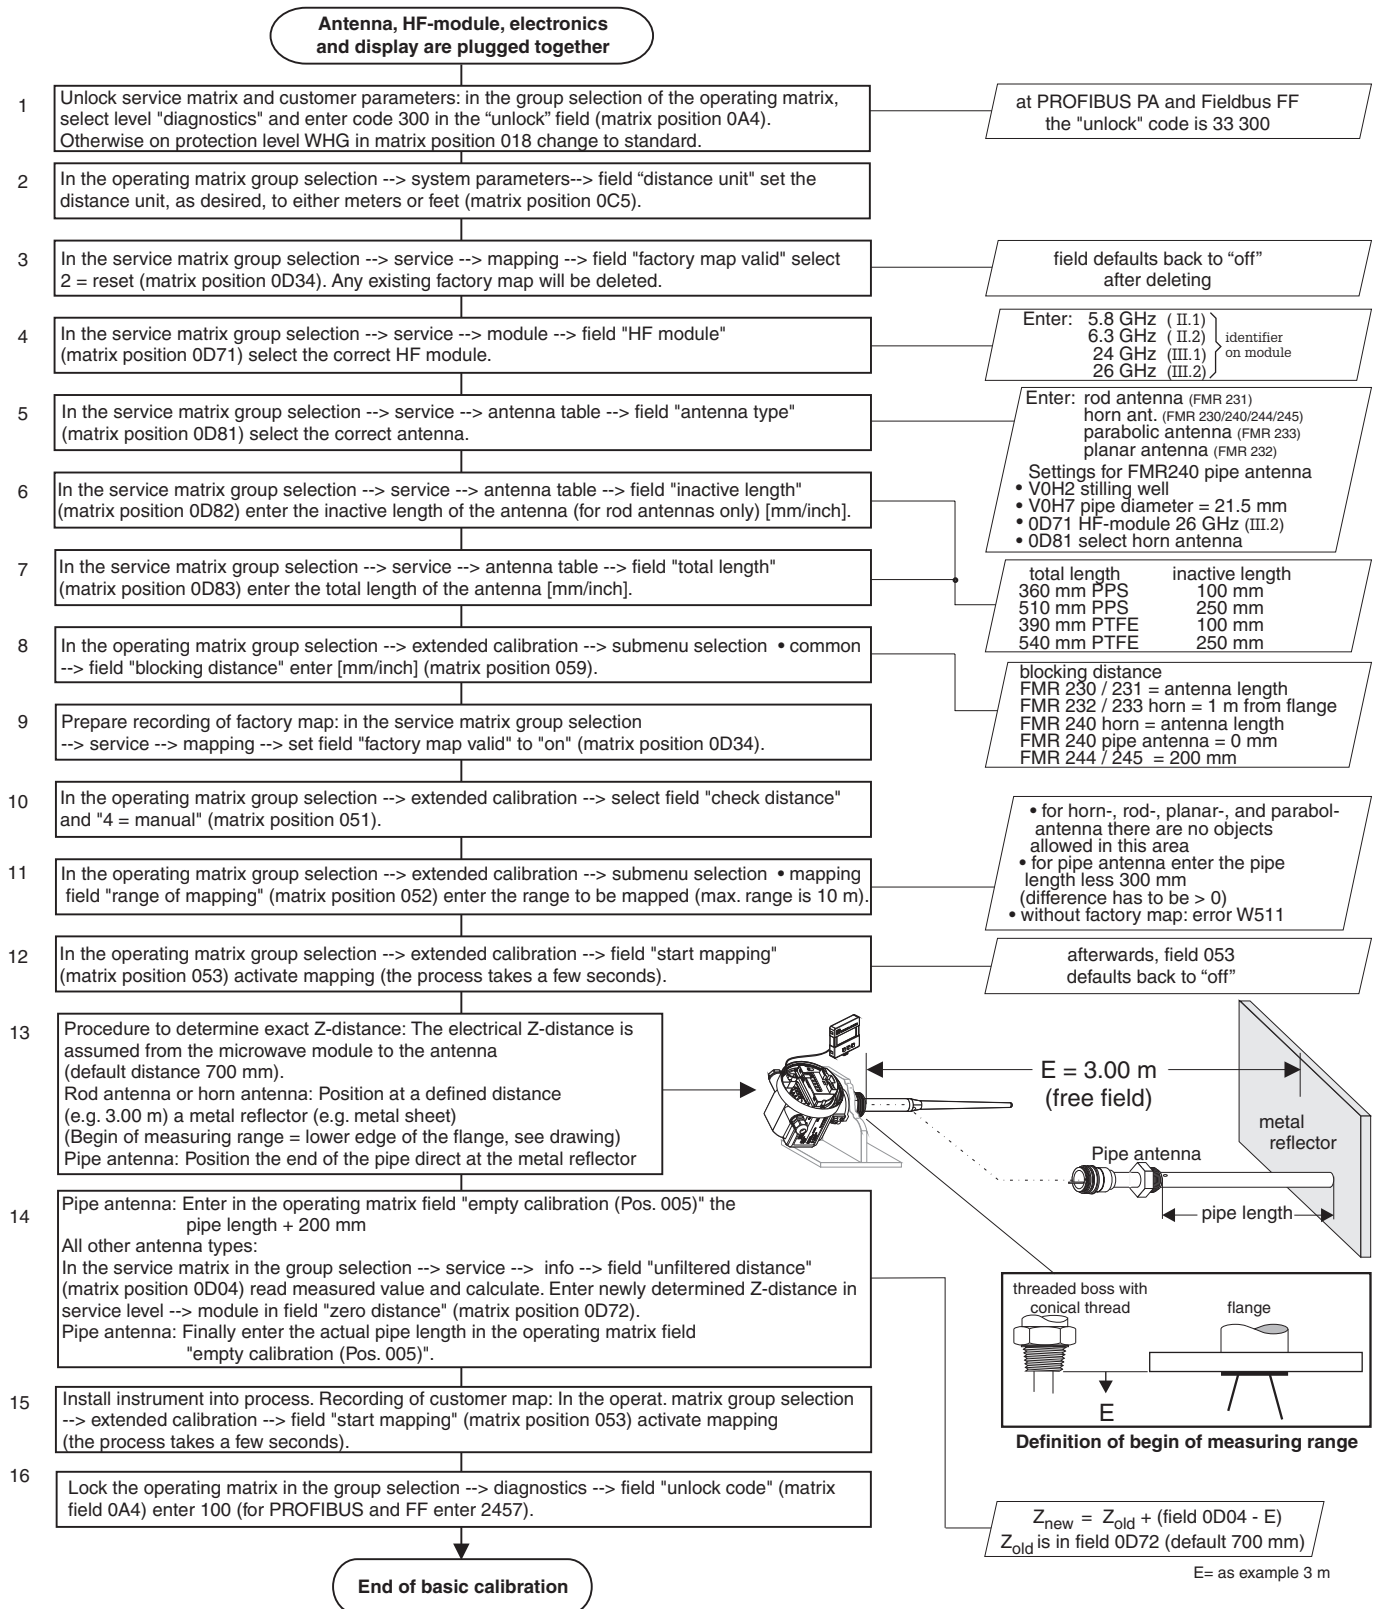 Antenna, HF-module, electronics
and display are plugged together
1
Unlock service matrix and customer parameters: in the group selection of the operating matrix,
select level "diagnostics" and enter code 300 in the “unlock” field (matrix position 0A4).
Otherwise on protection level WHG in matrix position 018 change to standard.
at PROFIBUS PA and Fieldbus FF
the "unlock" code is 33 300
2
In the operating matrix group selection --> system parameters--> field “distance unit" set the
distance unit, as desired, to either meters or feet (matrix position 0C5).
3
In the service matrix group selection --> service --> mapping --> field "factory map valid" select
2 = reset (matrix position 0D34). Any existing factory map will be deleted.
field defaults back to “off”
after deleting
4
In the service matrix group selection --> service --> module --> field "HF module"
(matrix position 0D71) select the correct HF module.
Enter: 5.8 GHz ( II.1)
6.3 GHz ( II.2)
24 GHz (III.1)
26 GHz (III.2)
identifier
on module
5
In the service matrix group selection --> service --> antenna table --> field "antenna type"
(matrix position 0D81) select the correct antenna.
Enter: rod antenna (FMR 231)
horn ant. (FMR 230/240/244/245)
parabolic antenna (FMR 233)
planar antenna (FMR 232)
Settings for FMR240 pipe antenna
• V0H2 stilling well
• V0H7 pipe diameter = 21.5 mm
• 0D71 HF-module 26 GHz (III.2)
• 0D81 select horn antenna
6
In the service matrix group selection --> service --> antenna table --> field "inactive length"
(matrix position 0D82) enter the inactive length of the antenna (for rod antennas only) [mm/inch].
7
In the service matrix group selection --> service --> antenna table --> field "total length"
(matrix position 0D83) enter the total length of the antenna [mm/inch].
total length inactive length
360 mm PPS 100 mm
510 mm PPS 250 mm
390 mm PTFE 100 mm
540 mm PTFE 250 mm
8
In the operating matrix group selection --> extended calibration --> submenu selection • common
--> field "blocking distance" enter [mm/inch] (matrix position 059).
blocking distance
FMR 230 / 231 = antenna length
FMR 232 / 233 horn = 1 m from flange
FMR 240 horn = antenna length
FMR 240 pipe antenna = 0 mm
FMR 244 / 245 = 200 mm
9
Prepare recording of factory map: in the service matrix group selection
--> service --> mapping --> set field "factory map valid" to "on" (matrix position 0D34).
10
In the operating matrix group selection --> extended calibration --> select field "check distance"
and "4 = manual" (matrix position 051).
11
In the operating matrix group selection --> extended calibration --> submenu selection • mapping
field "range of mapping" (matrix position 052) enter the range to be mapped (max. range is 10 m).
• for horn-, rod-, planar-, and parabol-
antenna there are no objects
allowed in this area
• for pipe antenna enter the pipe
length less 300 mm
(difference has to be > 0)
• without factory map: error W511
12
In the operating matrix group selection --> extended calibration --> field "start mapping"
(matrix position 053) activate mapping (the process takes a few seconds).
afterwards, field 053
defaults back to “off”
13
Procedure to determine exact Z-distance: The electrical Z-distance is
assumed from the microwave module to the antenna
(default distance 700 mm).
Rod antenna or horn antenna: Position at a defined distance
(e.g. 3.00 m) a metal reflector (e.g. metal sheet)
(Begin of measuring range = lower edge of the flange, see drawing)
Pipe antenna: Position the end of the pipe direct at the metal reflector
E = 3.00 m
(free field)
metal
reflector
Pipe antenna
pipe length
14
Pipe antenna: Enter in the operating matrix field "empty calibration (Pos. 005)" the
pipe length + 200 mm
All other antenna types:
In the service matrix in the group selection --> service --> info --> field "unfiltered distance"
(matrix position 0D04) read measured value and calculate. Enter newly determined Z-distance in
service level --> module in field "zero distance" (matrix position 0D72).
Pipe antenna: Finally enter the actual pipe length in the operating matrix field
"empty calibration (Pos. 005)".
threaded boss with
conical thread
flange
E
Definition of begin of measuring range
15
Install instrument into process. Recording of customer map: In the operat. matrix group selection
--> extended calibration --> field "start mapping" (matrix position 053) activate mapping
(the process takes a few seconds).
16
Lock the operating matrix in the group selection --> diagnostics --> field "unlock code" (matrix
field 0A4) enter 100 (for PROFIBUS and FF enter 2457).
Znew = Zold + (field 0D04 - E)
Zold is in field 0D72 (default 700 mm)
E= as example 3 m
End of basic calibration